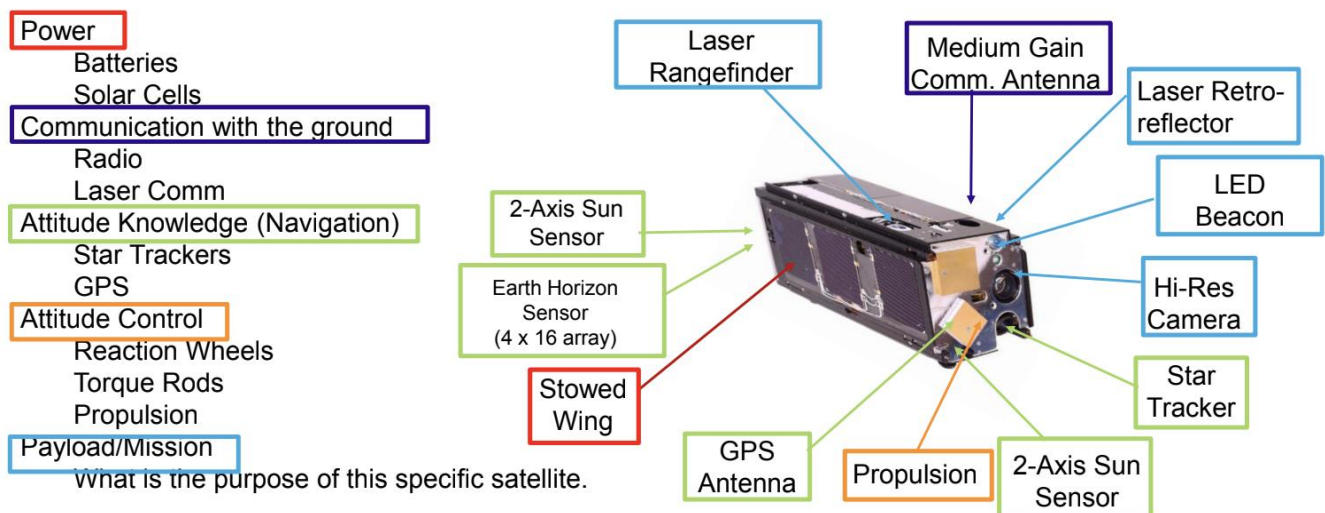 Power
Batteries
Solar Cells
Communication with the ground
Radio
Laser Comm
Attitude Knowledge (Navigation)
Star Trackers
GPS
Attitude Control
Reaction Wheels
Torque Rods
Propulsion
Payload/Mission
What is the purpose of this specific satellite.
Laser
Rangefinder
Medium Gain
Comm. Antenna
Laser Retro-
reflector
LED
Beacon
2-Axis Sun
Sensor
Earth Horizon
Sensor
(4 x 16 array)
Hi-Res
Camera
Stowed
Wing
Star
Tracker
GPS
Antenna
Propulsion
2-Axis Sun
Sensor